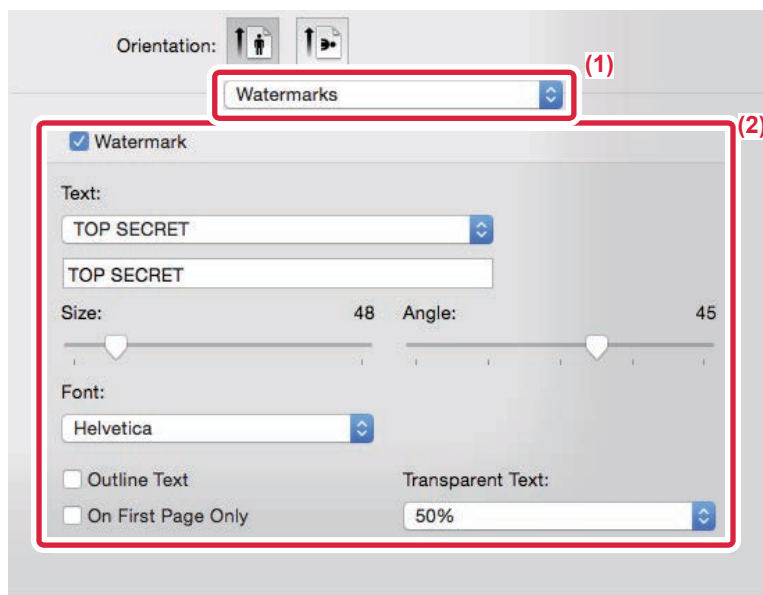 Orientation:
(1)
Watermarks
(2)
Watermark
Text:
TOP SECRET
TOP SECRET
Size: 48 Angle: 45
Font:
Helvetica
Outline Text Transparent Text:
On First Page Only 50%